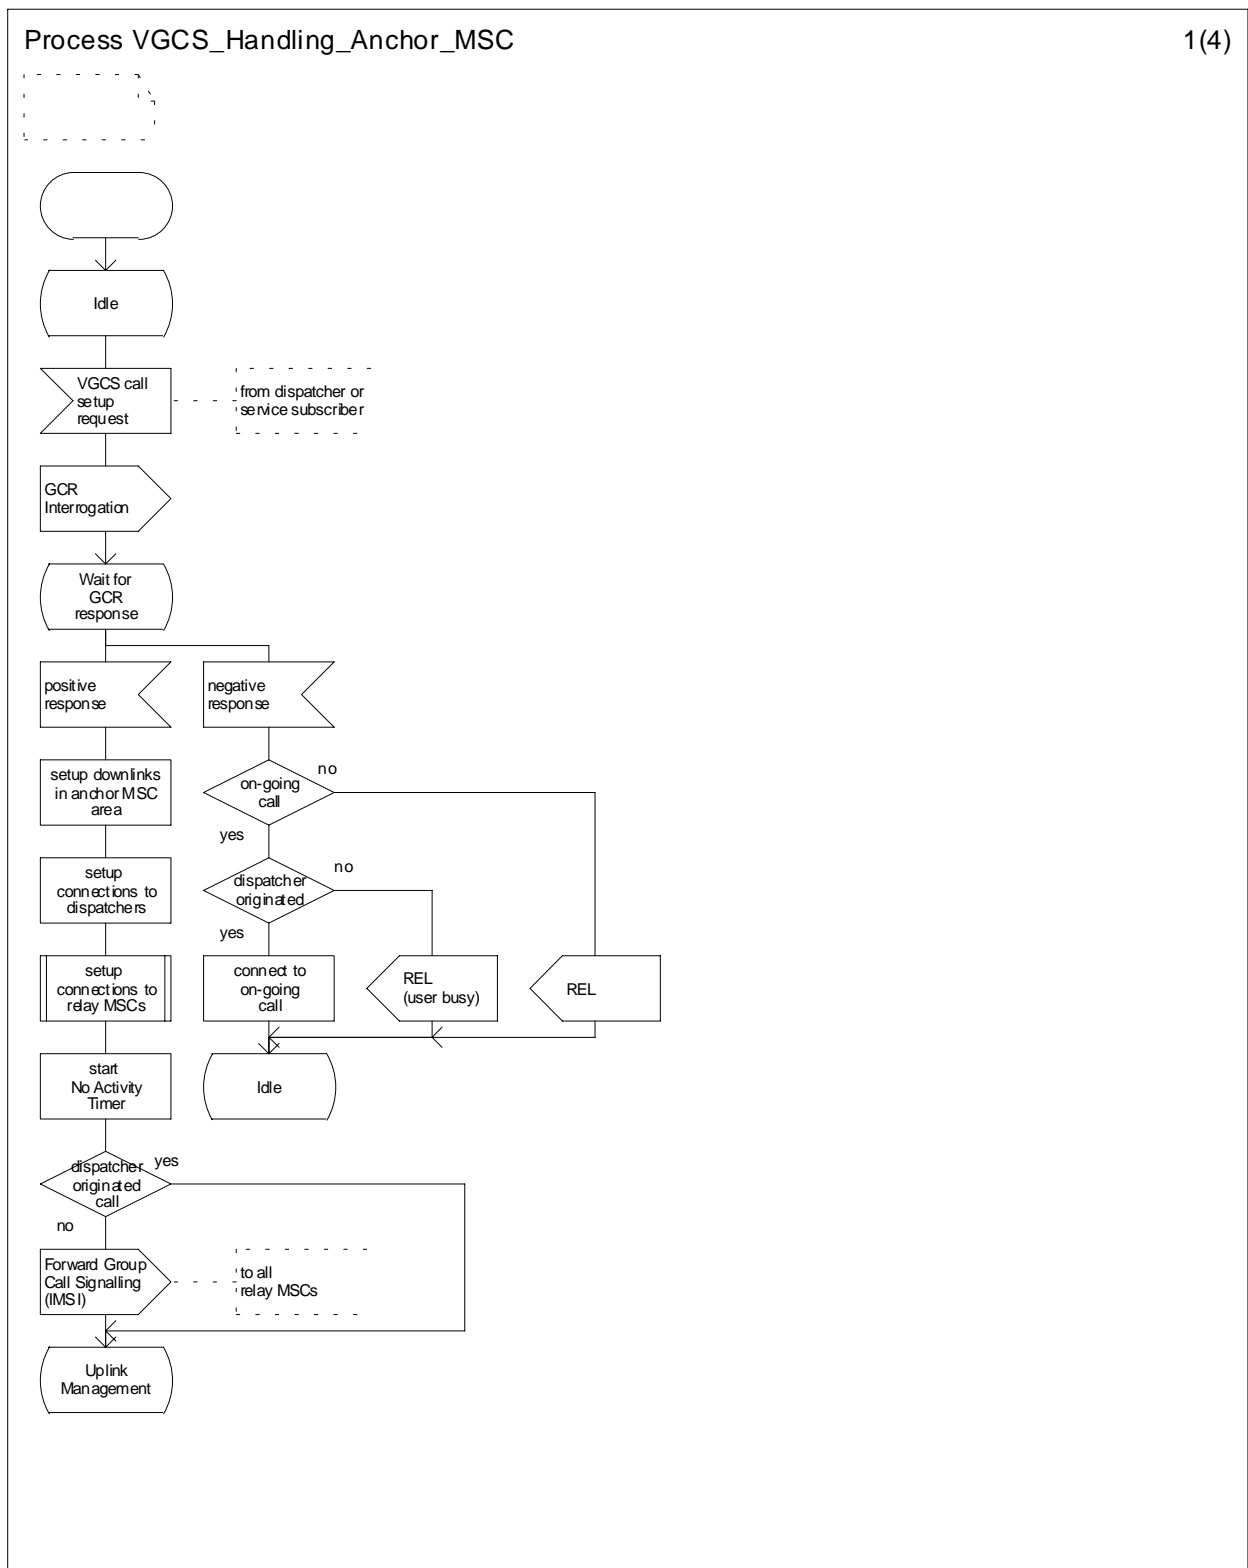 Process VGCS_Handling_Anchor_MSC
1(4)
Idle
VGCS call
setup
request
from dispatcher or
service subscriber
GCR
Interrogation
Wait for
GCR
response
positive
response
negative
response
setup downlinks
in anchor MSC
area
on-going
call
no
yes
setup
connections to
dispatchers
dispatcher
originated
no
yes
setup
connections to
relay MSCs
connect to
on-going
call
REL
(user busy)
REL
start
No Activity
Timer
Idle
dispatcher
originated
call
yes
no
Forward Group
Call Signalling
(IMSI)
to all
relay MSCs
Uplink
Management